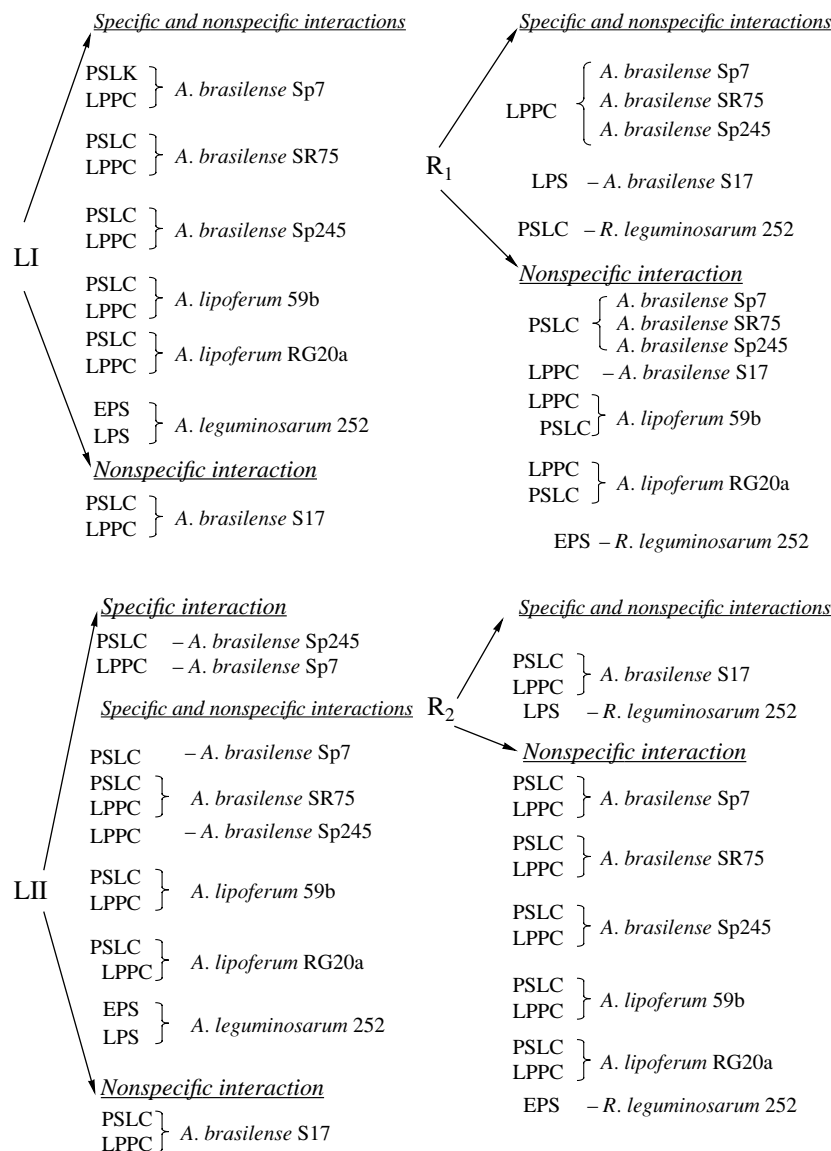 Specific and nonspecific interactions
PSLK
LPPC
A. brasilense Sp7
PSLC
LPPC
A. brasilense SR75
PSLC
LPPC
A. brasilense Sp245
LI
PSLC
LPPC
A. lipoferum 59b
PSLC
LPPC
A. lipoferum RG20a
EPS
LPS
A. leguminosarum 252
Nonspecific interaction
PSLC
LPPC
A. brasilense S17
Specific and nonspecific interactions
LPPC
A. brasilense Sp7
A. brasilense SR75
A. brasilense Sp245
R1
LPS – A. brasilense S17
PSLC – R. leguminosarum 252
Nonspecific interaction
PSLC
A. brasilense Sp7
A. brasilense SR75
A. brasilense Sp245
LPPC – A. brasilense S17
LPPC
PSLC
A. lipoferum 59b
LPPC
PSLC
A. lipoferum RG20a
EPS – R. leguminosarum 252
Specific interaction
PSLC – A. brasilense Sp245
LPPC – A. brasilense Sp7
Specific and nonspecific interactions
PSLC – A. brasilense Sp7
PSLC
LPPC
A. brasilense SR75
LPPC – A. brasilense Sp245
LII
PSLC
LPPC
A. lipoferum 59b
PSLC
LPPC
A. lipoferum RG20a
EPS
LPS
A. leguminosarum 252
Nonspecific interaction
PSLC
LPPC
A. brasilense S17
Specific and nonspecific interactions
R2
PSLC
LPPC
A. brasilense S17
LPS – R. leguminosarum 252
Nonspecific interaction
PSLC
LPPC
A. brasilense Sp7
PSLC
LPPC
A. brasilense SR75
PSLC
LPPC
A. brasilense Sp245
PSLC
LPPC
A. lipoferum 59b
PSLC
LPPC
A. lipoferum RG20a
EPS – R. leguminosarum 252